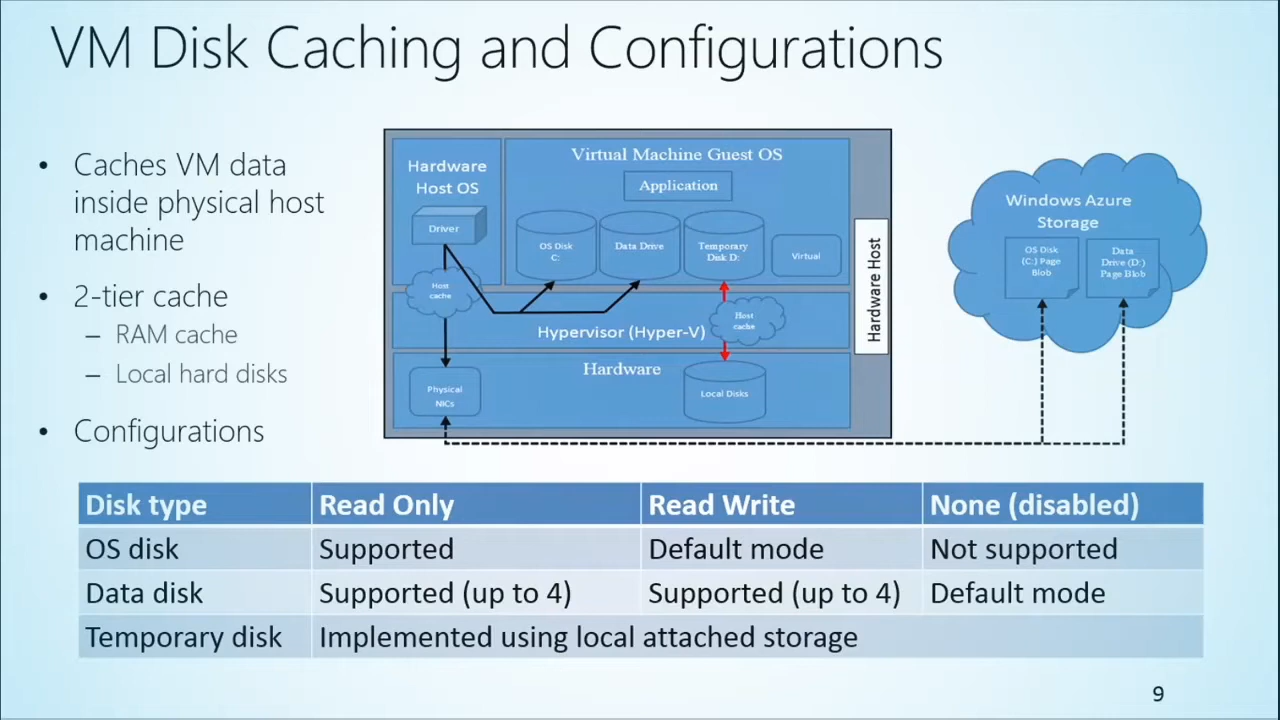 VM Disk Caching and Configurations
• Caches VM data
inside physical host
machine
• 2-tier cache
– RAM cache
– Local hard disks
• Configurations
Hardware
Host OS
Driver
Host
cache
Virtual Machine Guest OS
Application
OS Disk
C:
Data Drive
Temporary
Disk D:
Virtual
Hypervisor (Hyper-V)
Host
cache
Hardware
Physical
NICs
Local Disks
Hardware Host
Windows Azure
Storage
OS Disk
(C:) Page
Blob
Data
Drive (D:)
Page Blob
Disk type Read Only Read Write None (disabled)
OS disk Supported Default mode Not supported
Data disk Supported (up to 4) Supported (up to 4) Default mode
Temporary disk Implemented using local attached storage
9